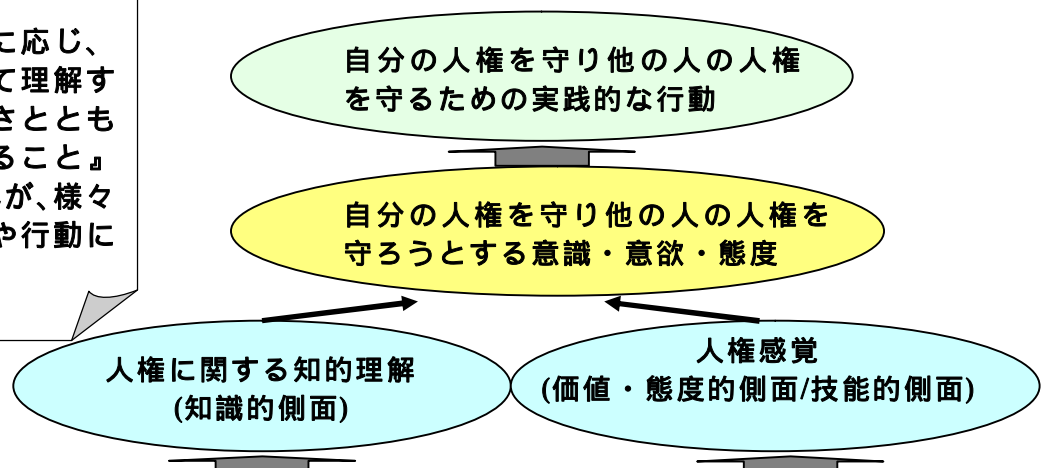 に応じ、
て理解す
さととも
ること』
が、様々
や行動に
自分の人権を守り他の人の人権
を守るための実践的な行動
自分の人権を守り他の人の人権を
守ろうとする意識・意欲・態度
人権に関する知的理解
(知識的側面)
人権感覚
(価値・態度的側面/技能的側面)